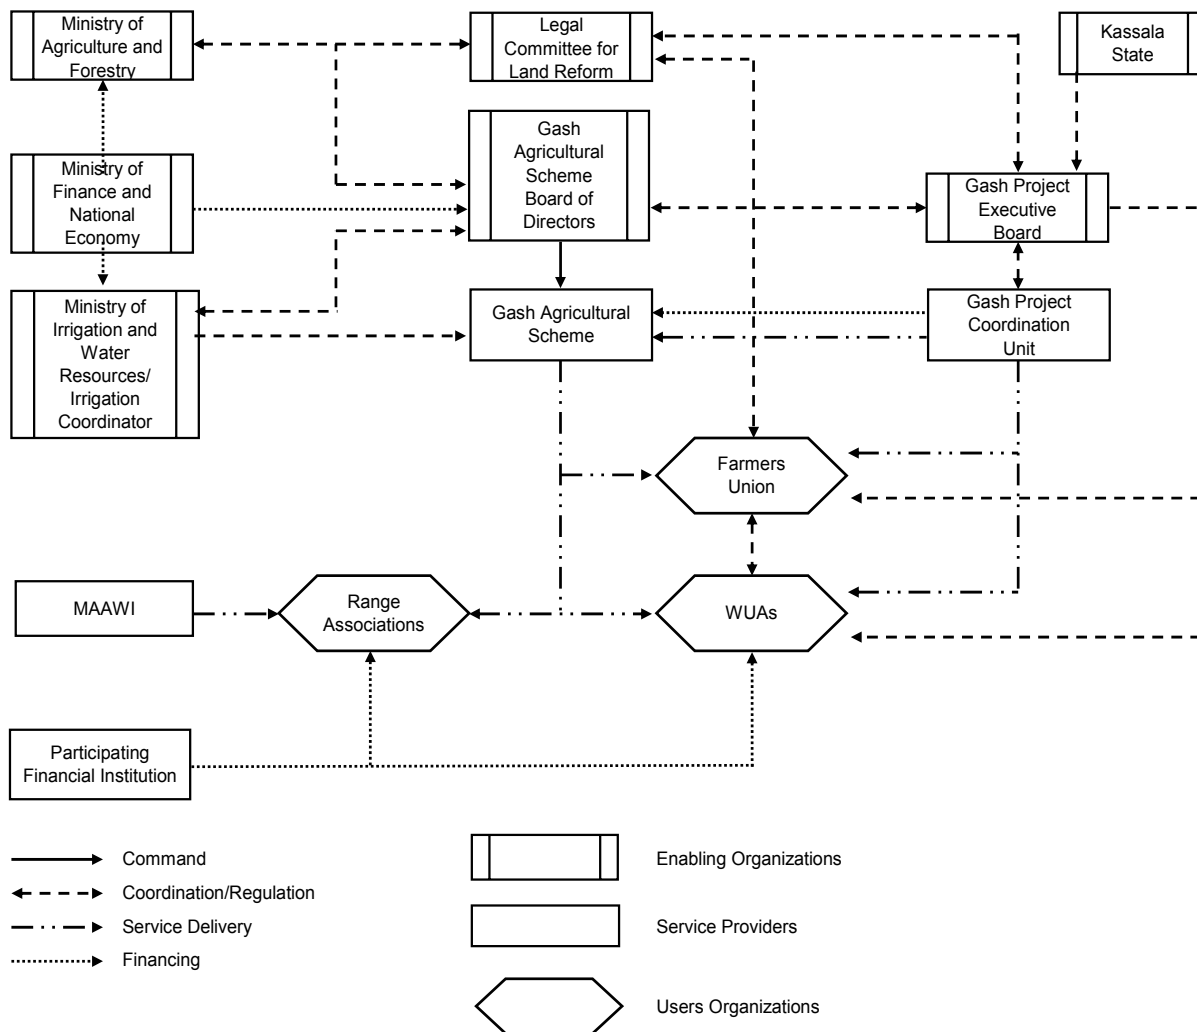 Ministry of
Agriculture and
Forestry
Legal
Committee for
Land Reform
Kassala
State
Ministry of
Finance and
National
Economy
Gash
Agricultural
Scheme
Board of
Directors
Gash Project
Executive
Board
Ministry of
Irrigation and
Water
Resources/
Irrigation
Coordinator
Gash Agricultural
Scheme
Gash Project
Coordination
Unit
Farmers
Union
MAAWI
Range
Associations
WUAs
Participating
Financial Institution
Command
Coordination/Regulation
Service Delivery
Financing
Enabling Organizations
Service Providers
Users Organizations